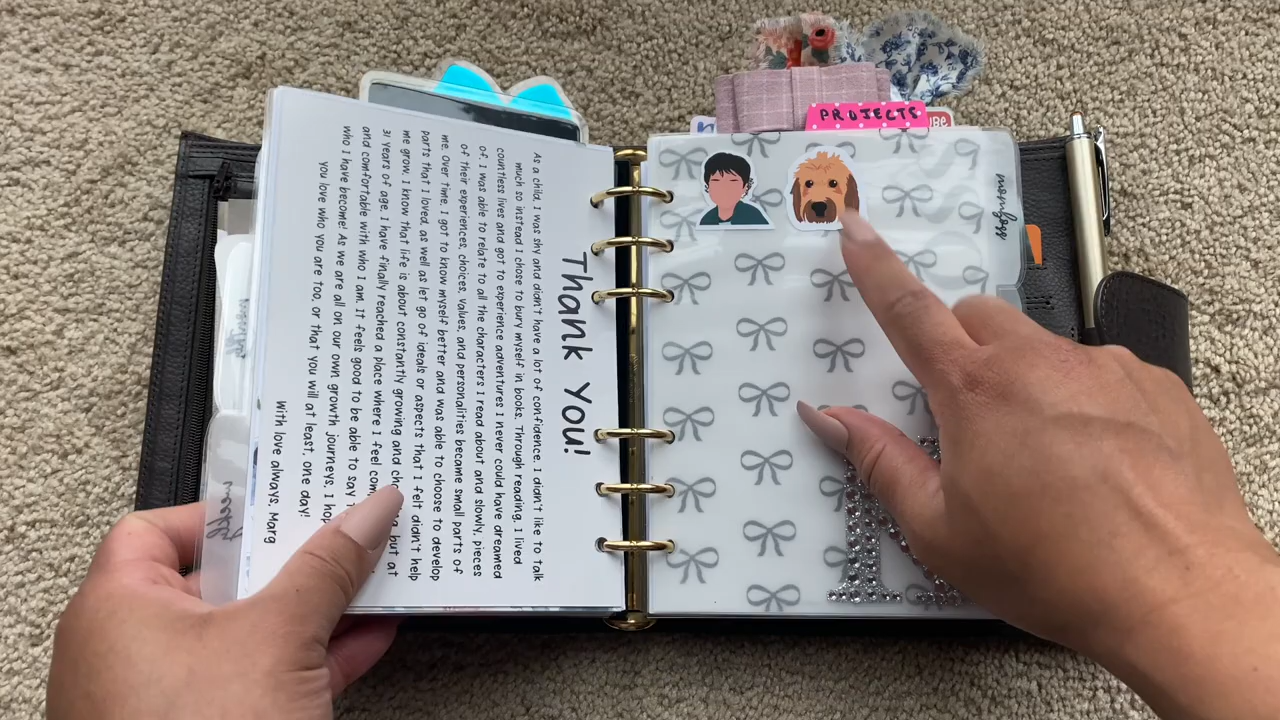 Thank You!
As a child, I was shy and didn't have a lot of confidence. I didn't like to talk
much so instead I chose to bury myself in books. Through reading, I lived
countless lives and got to experience adventures I never could have dreamed
of. I was able to relate to all the characters I read about and slowly, pieces
of their experiences, choices, values, and personalities became small parts of
me. Over time, I got to know myself better and was able to choose to develop
parts that I loved, as well as let go of ideals or aspects that I felt didn't help
me grow. I know that life is about constantly growing and but at
31 years of age, I have finally reached a place where I feel
and comfortable with who I am. It feels good to be able to say
who I have become! As we are all on our own growth journeys, I
you love who you are too, or that you will at least, one day!
With love always, Marg
PROJECTS